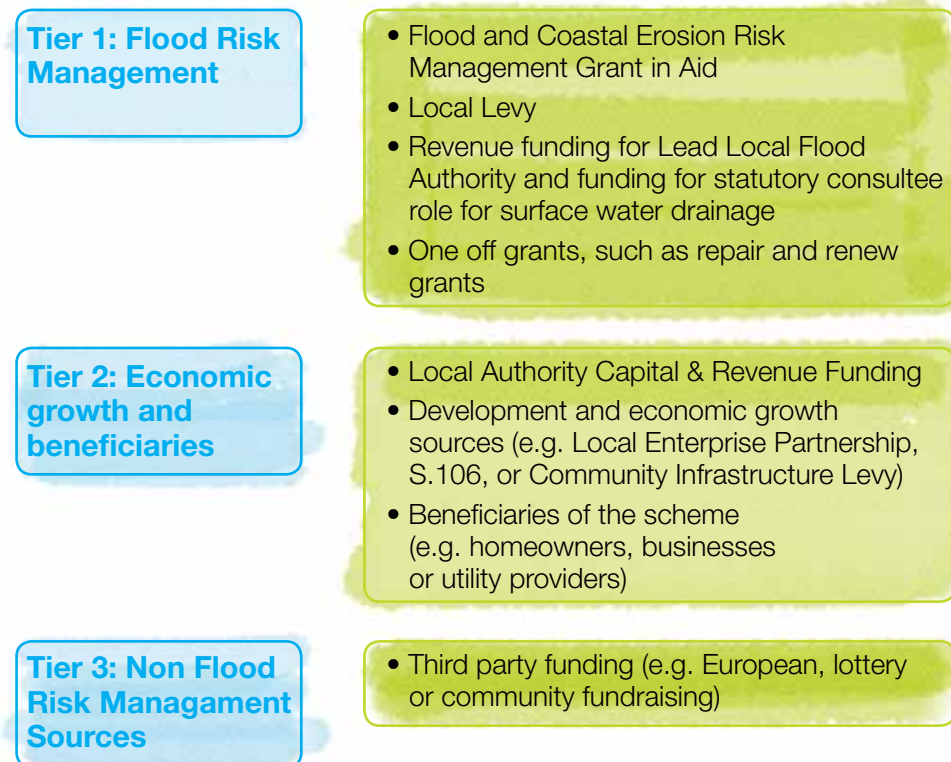 Tier 1: Flood Risk
Management
• Flood and Coastal Erosion Risk
Management Grant in Aid
• Local Levy
• Revenue funding for Lead Local Flood
Authority and funding for statutory consultee
role for surface water drainage
• One off grants, such as repair and renew
grants
Tier 2: Economic
growth and
beneficiaries
• Local Authority Capital & Revenue Funding
• Development and economic growth
sources (e.g. Local Enterprise Partnership,
S.106, or Community Infrastructure Levy)
• Beneficiaries of the scheme
(e.g. homeowners, businesses
or utility providers)
Tier 3: Non Flood
Risk Managament
Sources
• Third party funding (e.g. European, lottery
or community fundraising)